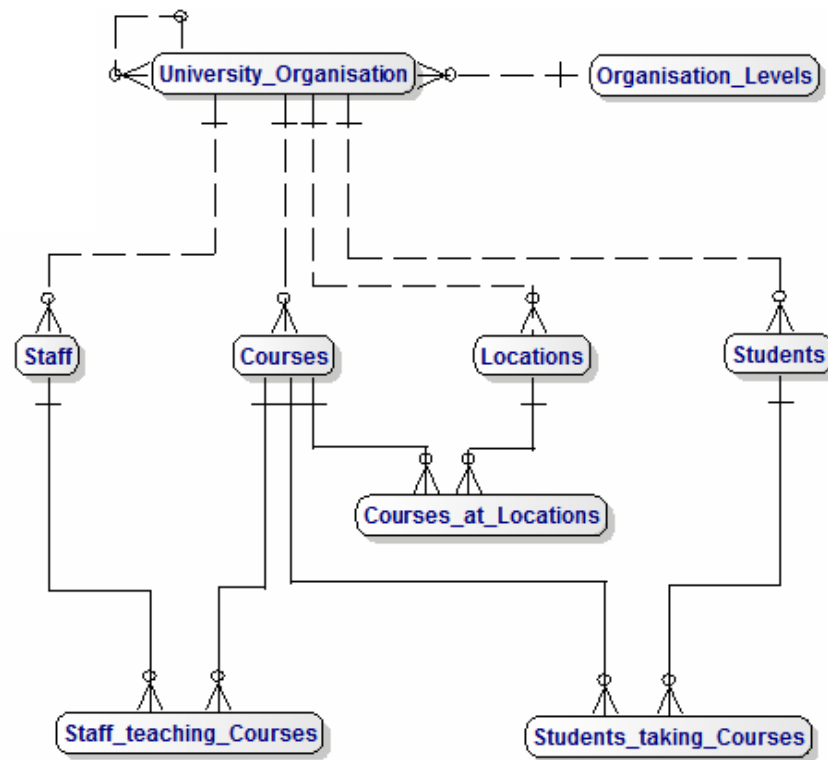 University_Organisation
Organisation_Levels
Staff
Courses
Locations
Students
Courses_at_Locations
Staff_teaching_Courses
Students_taking_Courses